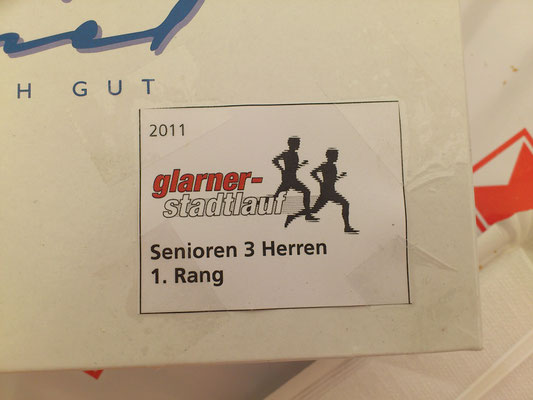 H GUT
2011
glarner-
stadtlauf
Senioren 3 Herren
1. Rang